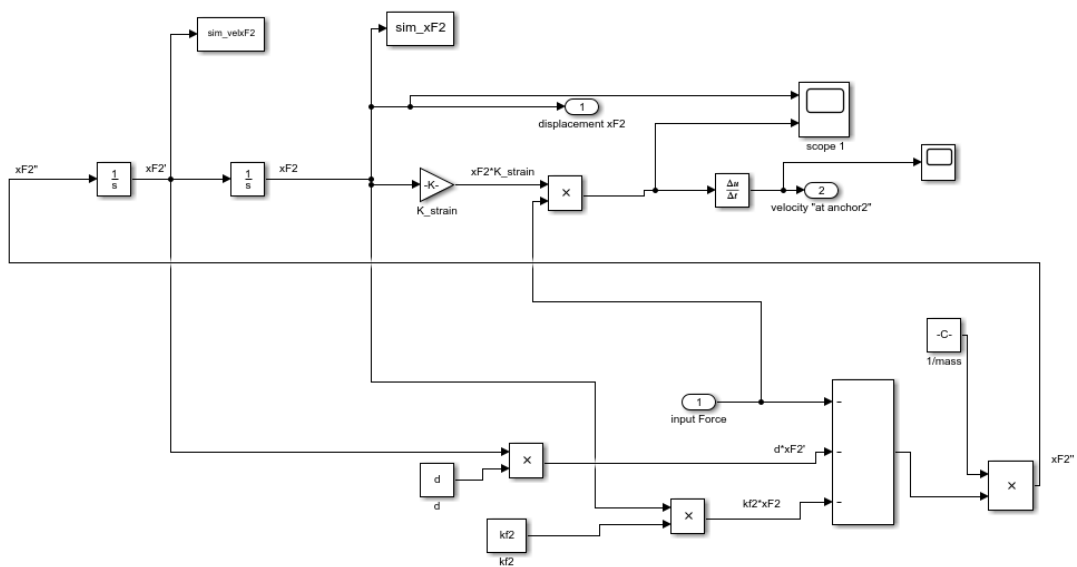 sim_velxF2
sim_xF2
1
displacement xF2
scope 1
xF2"
1
s
xF2'
1
s
xF2
-K-
K_strain
xF2*K_strain
×
Δu
Δt
2
velocity "at anchor2"
-C-
1/mass
1
input Force
−
d
d
×
d*xF2'
−
kf2
kf2
×
kf2*xF2
−
×
xF2"